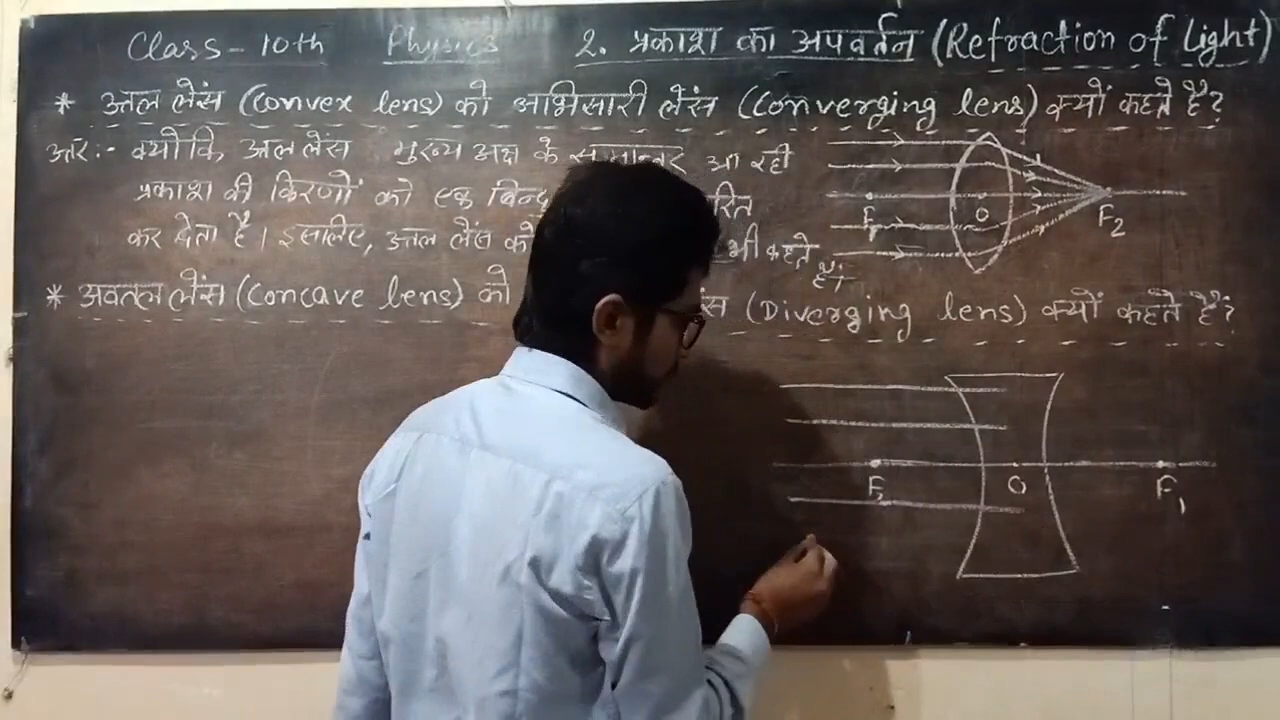 Class - 10th Physics 2. प्रकाश का अपवर्तन (Refraction of Light)
* उत्तल लेंस (Convex lens) को अभिसारी लेंस (Converging lens) क्यों कहते हैं?
उत्तर:- क्योंकि उत्तल लेंस मुख्य अक्ष के समान्तर आ रही
प्रकाश की किरणों को एक बिन्दु
कर देता है। इसलिए, उत्तल लेंस को भी कहते हैं।
F1 O F2
* अवतल लेंस (Concave lens) को (Diverging lens) क्यों कहते हैं?
F2 O F1